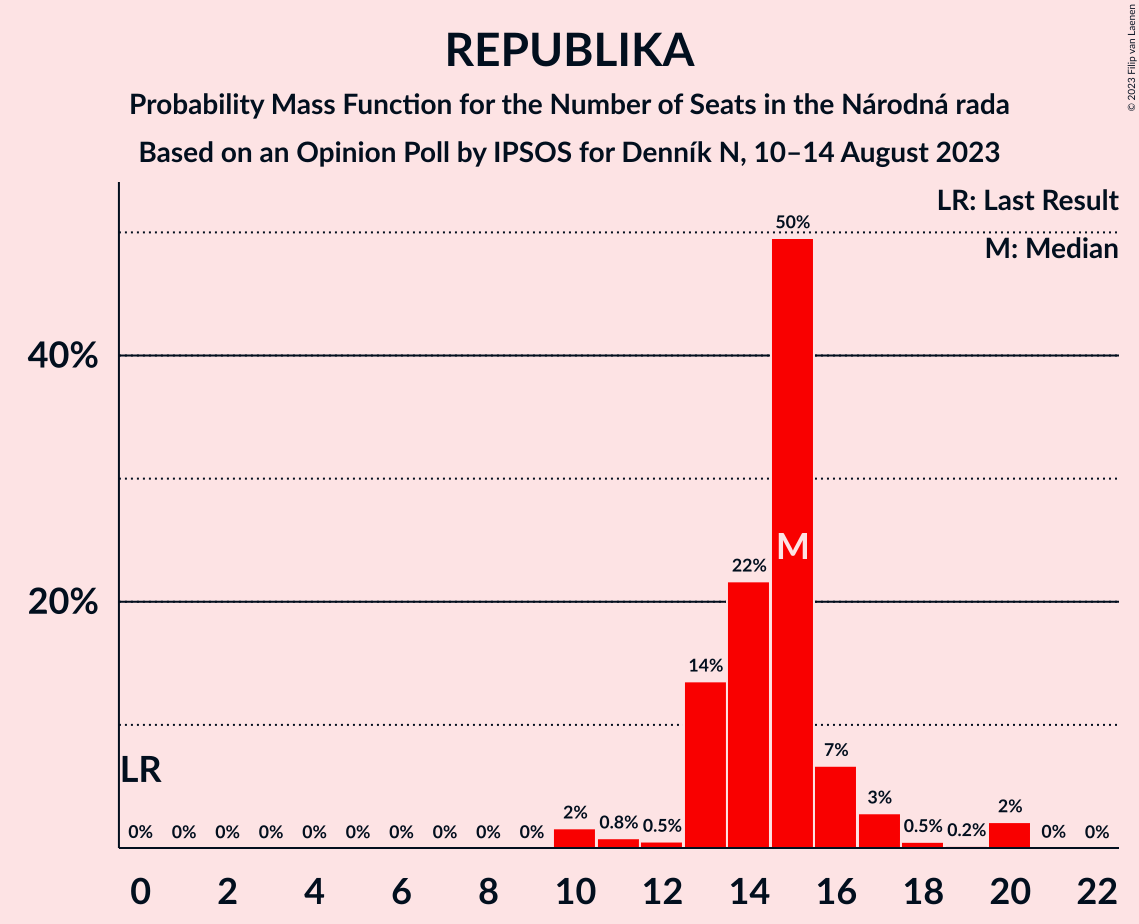 REPUBLIKA
Probability Mass Function for the Number of Seats in the Národná rada
Based on an Opinion Poll by IPSOS for Denník N, 10–14 August 2023
© 2023 Filip van Laenen
LR: Last Result
M: Median
50%
40%
22%
M
20%
14%
7%
LR
3%
2%
2%
0.8%
0.5%
0.5%
0.2%
0% 0% 0% 0% 0% 0% 0% 0% 0% 0% 0% 0%
0 2 4 6 8 10 12 14 16 18 20 22